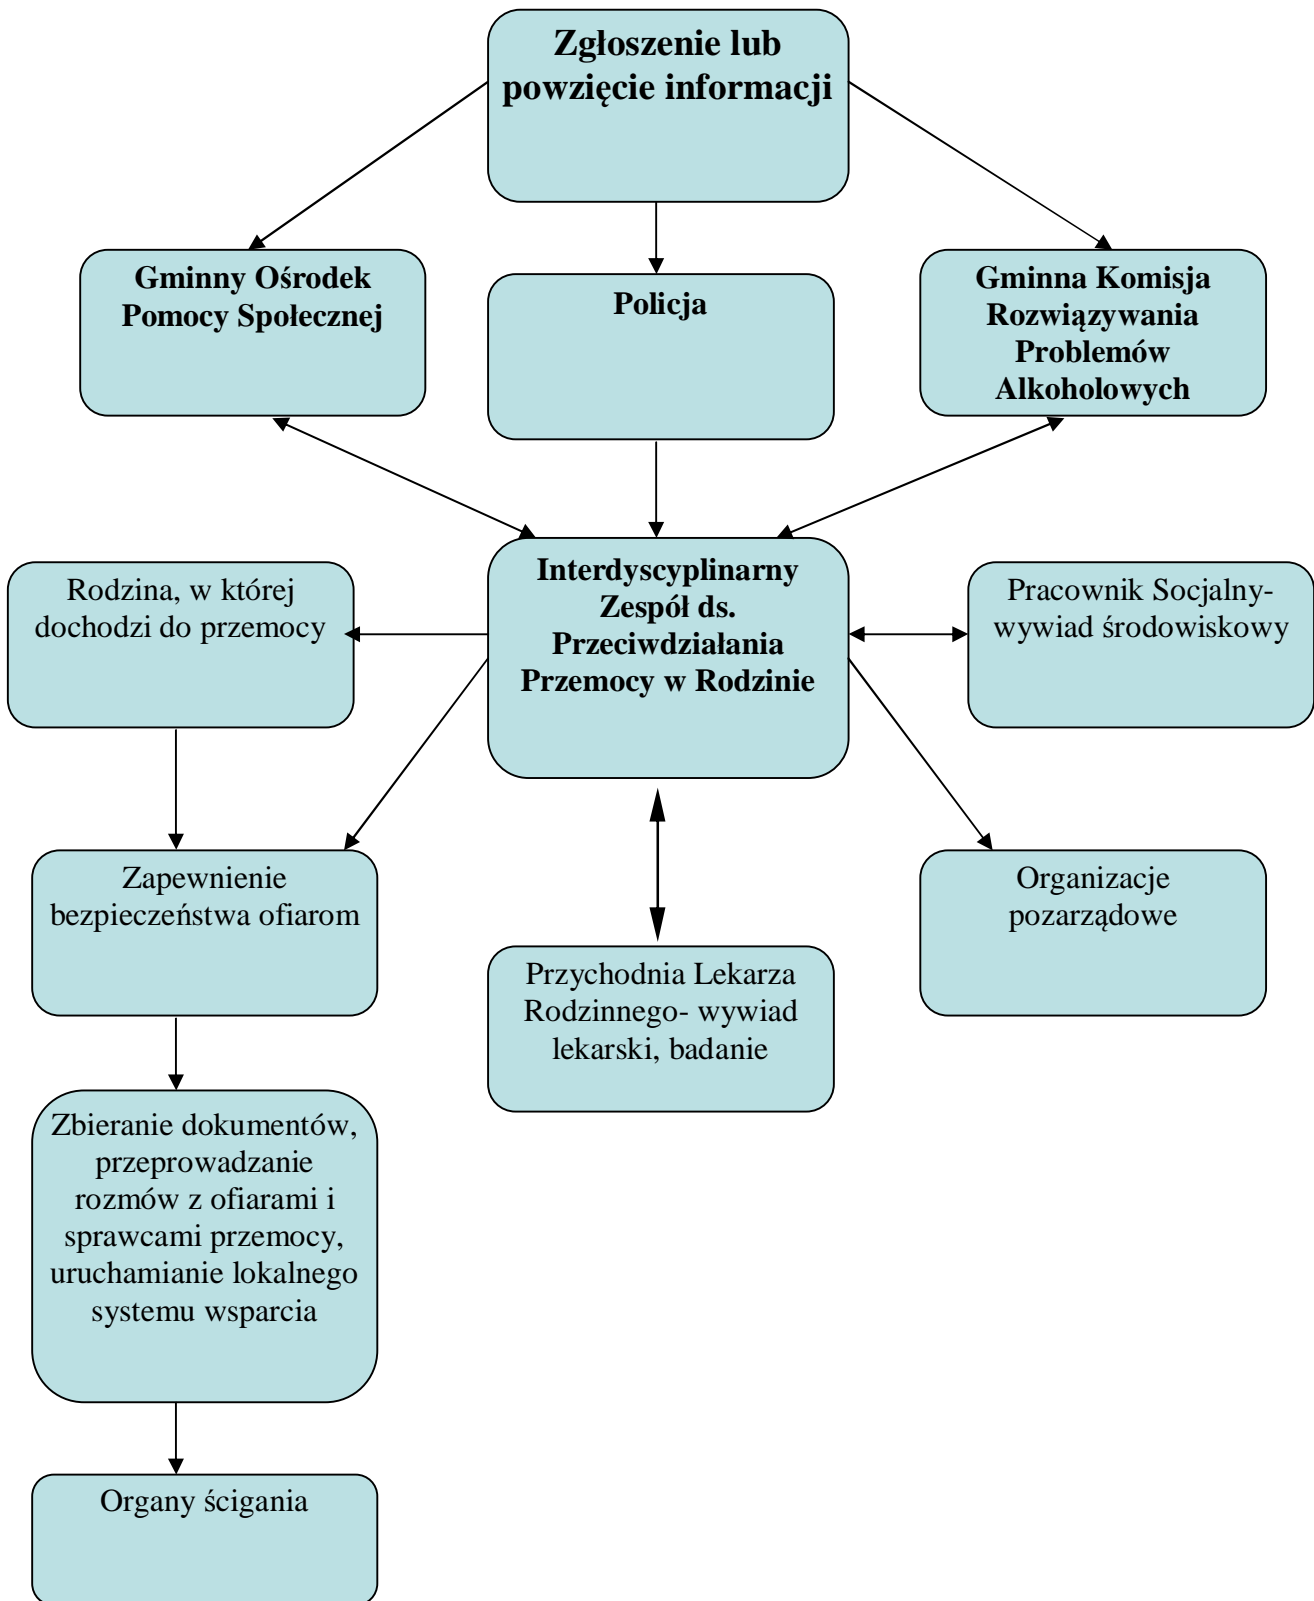 Zgłoszenie lub
powzięcie informacji
Gminny Ośrodek
Pomocy Społecznej
Policja
Gminna Komisja
Rozwiązywania
Problemów
Alkoholowych
Rodzina, w której
dochodzi do przemocy
Interdyscyplinarny
Zespół ds.
Przeciwdziałania
Przemocy w Rodzinie
Pracownik Socjalny-
wywiad środowiskowy
Zapewnienie
bezpieczeństwa ofiarom
Przychodnia Lekarza
Rodzinnego- wywiad
lekarski, badanie
Organizacje
pozarządowe
Zbieranie dokumentów,
przeprowadzanie
rozmów z ofiarami i
sprawcami przemocy,
uruchamianie lokalnego
systemu wsparcia
Organy ścigania